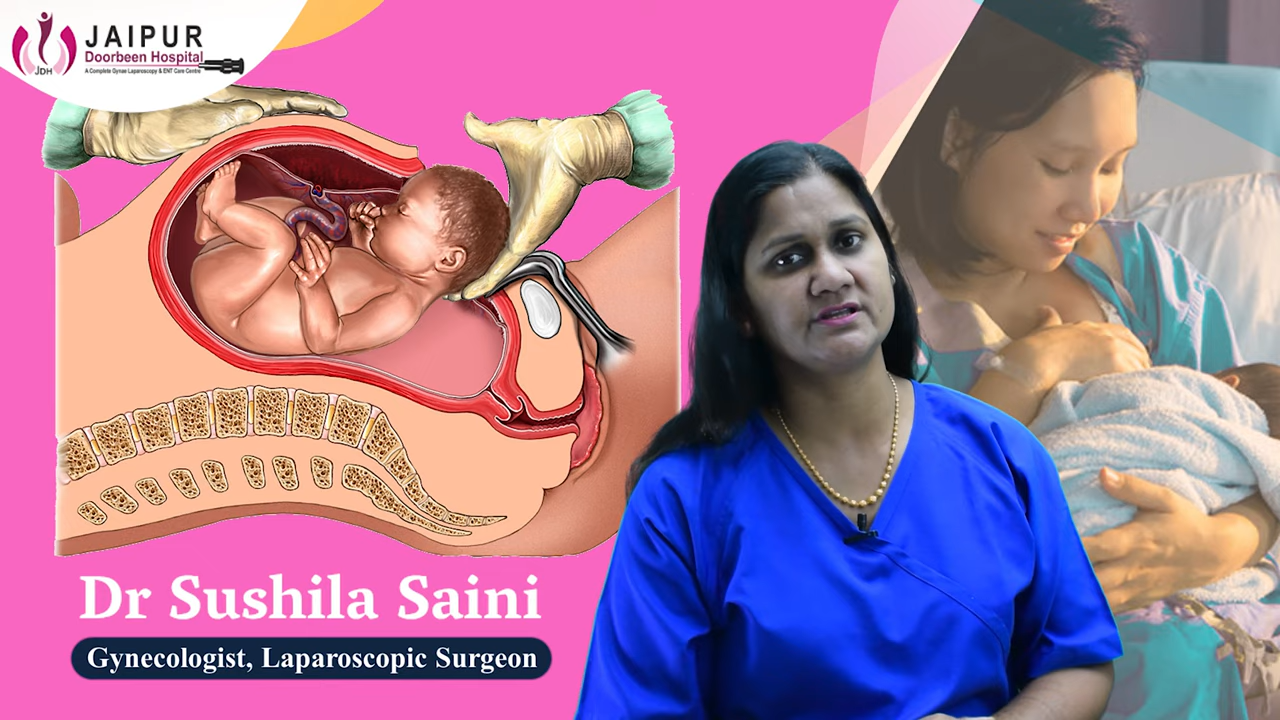 JAIPUR
Doorbeen Hospital
A Complete Gynae Laparoscopy & ENT Care Centre
JDH
Dr Sushila Saini
Gynecologist, Laparoscopic Surgeon